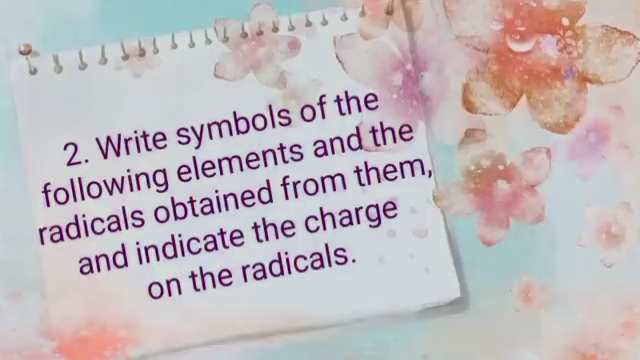 2. Write symbols of the
following elements and the
radicals obtained from them,
and indicate the charge
on the radicals.